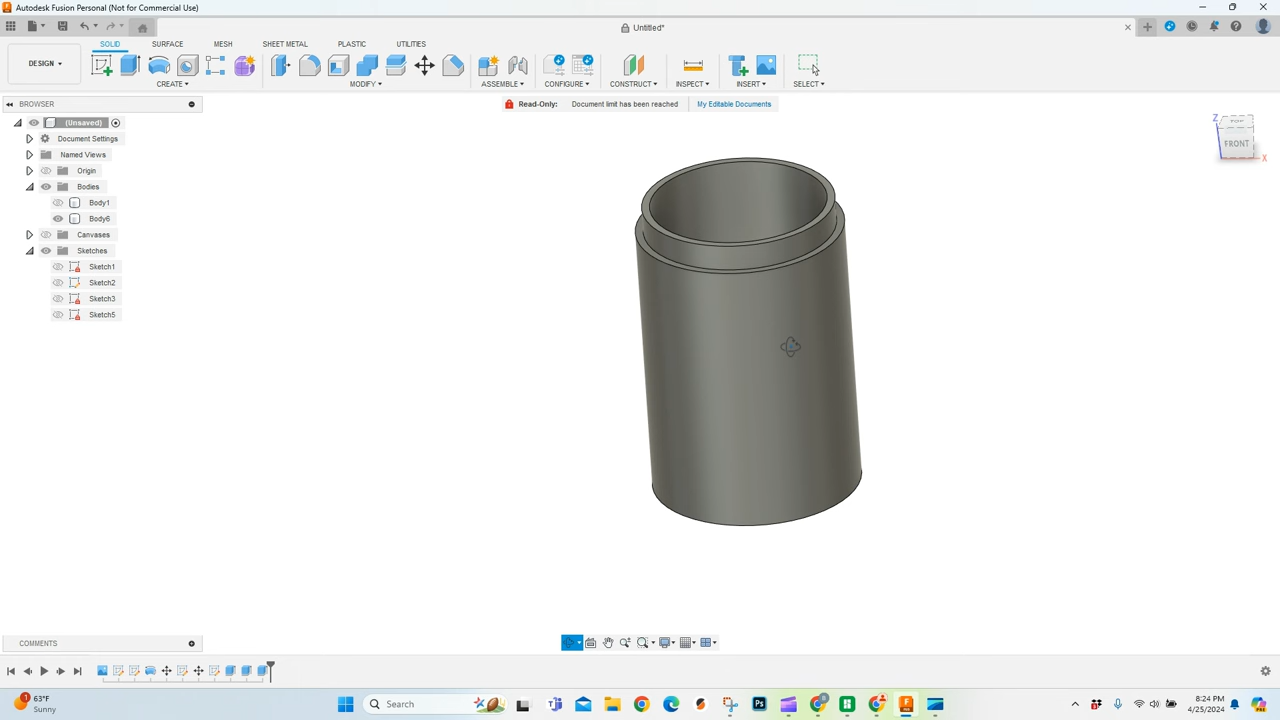 Autodesk Fusion Personal (Not for Commercial Use)
Untitled*
DESIGN
SOLID SURFACE MESH SHEET METAL PLASTIC UTILITIES
CREATE MODIFY ASSEMBLE CONFIGURE CONSTRUCT INSPECT INSERT SELECT
BROWSER
Read-Only: Document limit has been reached My Editable Documents
(Unsaved)
Document Settings
Named Views
Origin
Bodies
Body1
Body6
Canvases
Sketches
Sketch1
Sketch2
Sketch3
Sketch5
Z
TOP
FRONT
X
COMMENTS
1
63°F
Sunny
Search
8:24 PM
4/25/2024